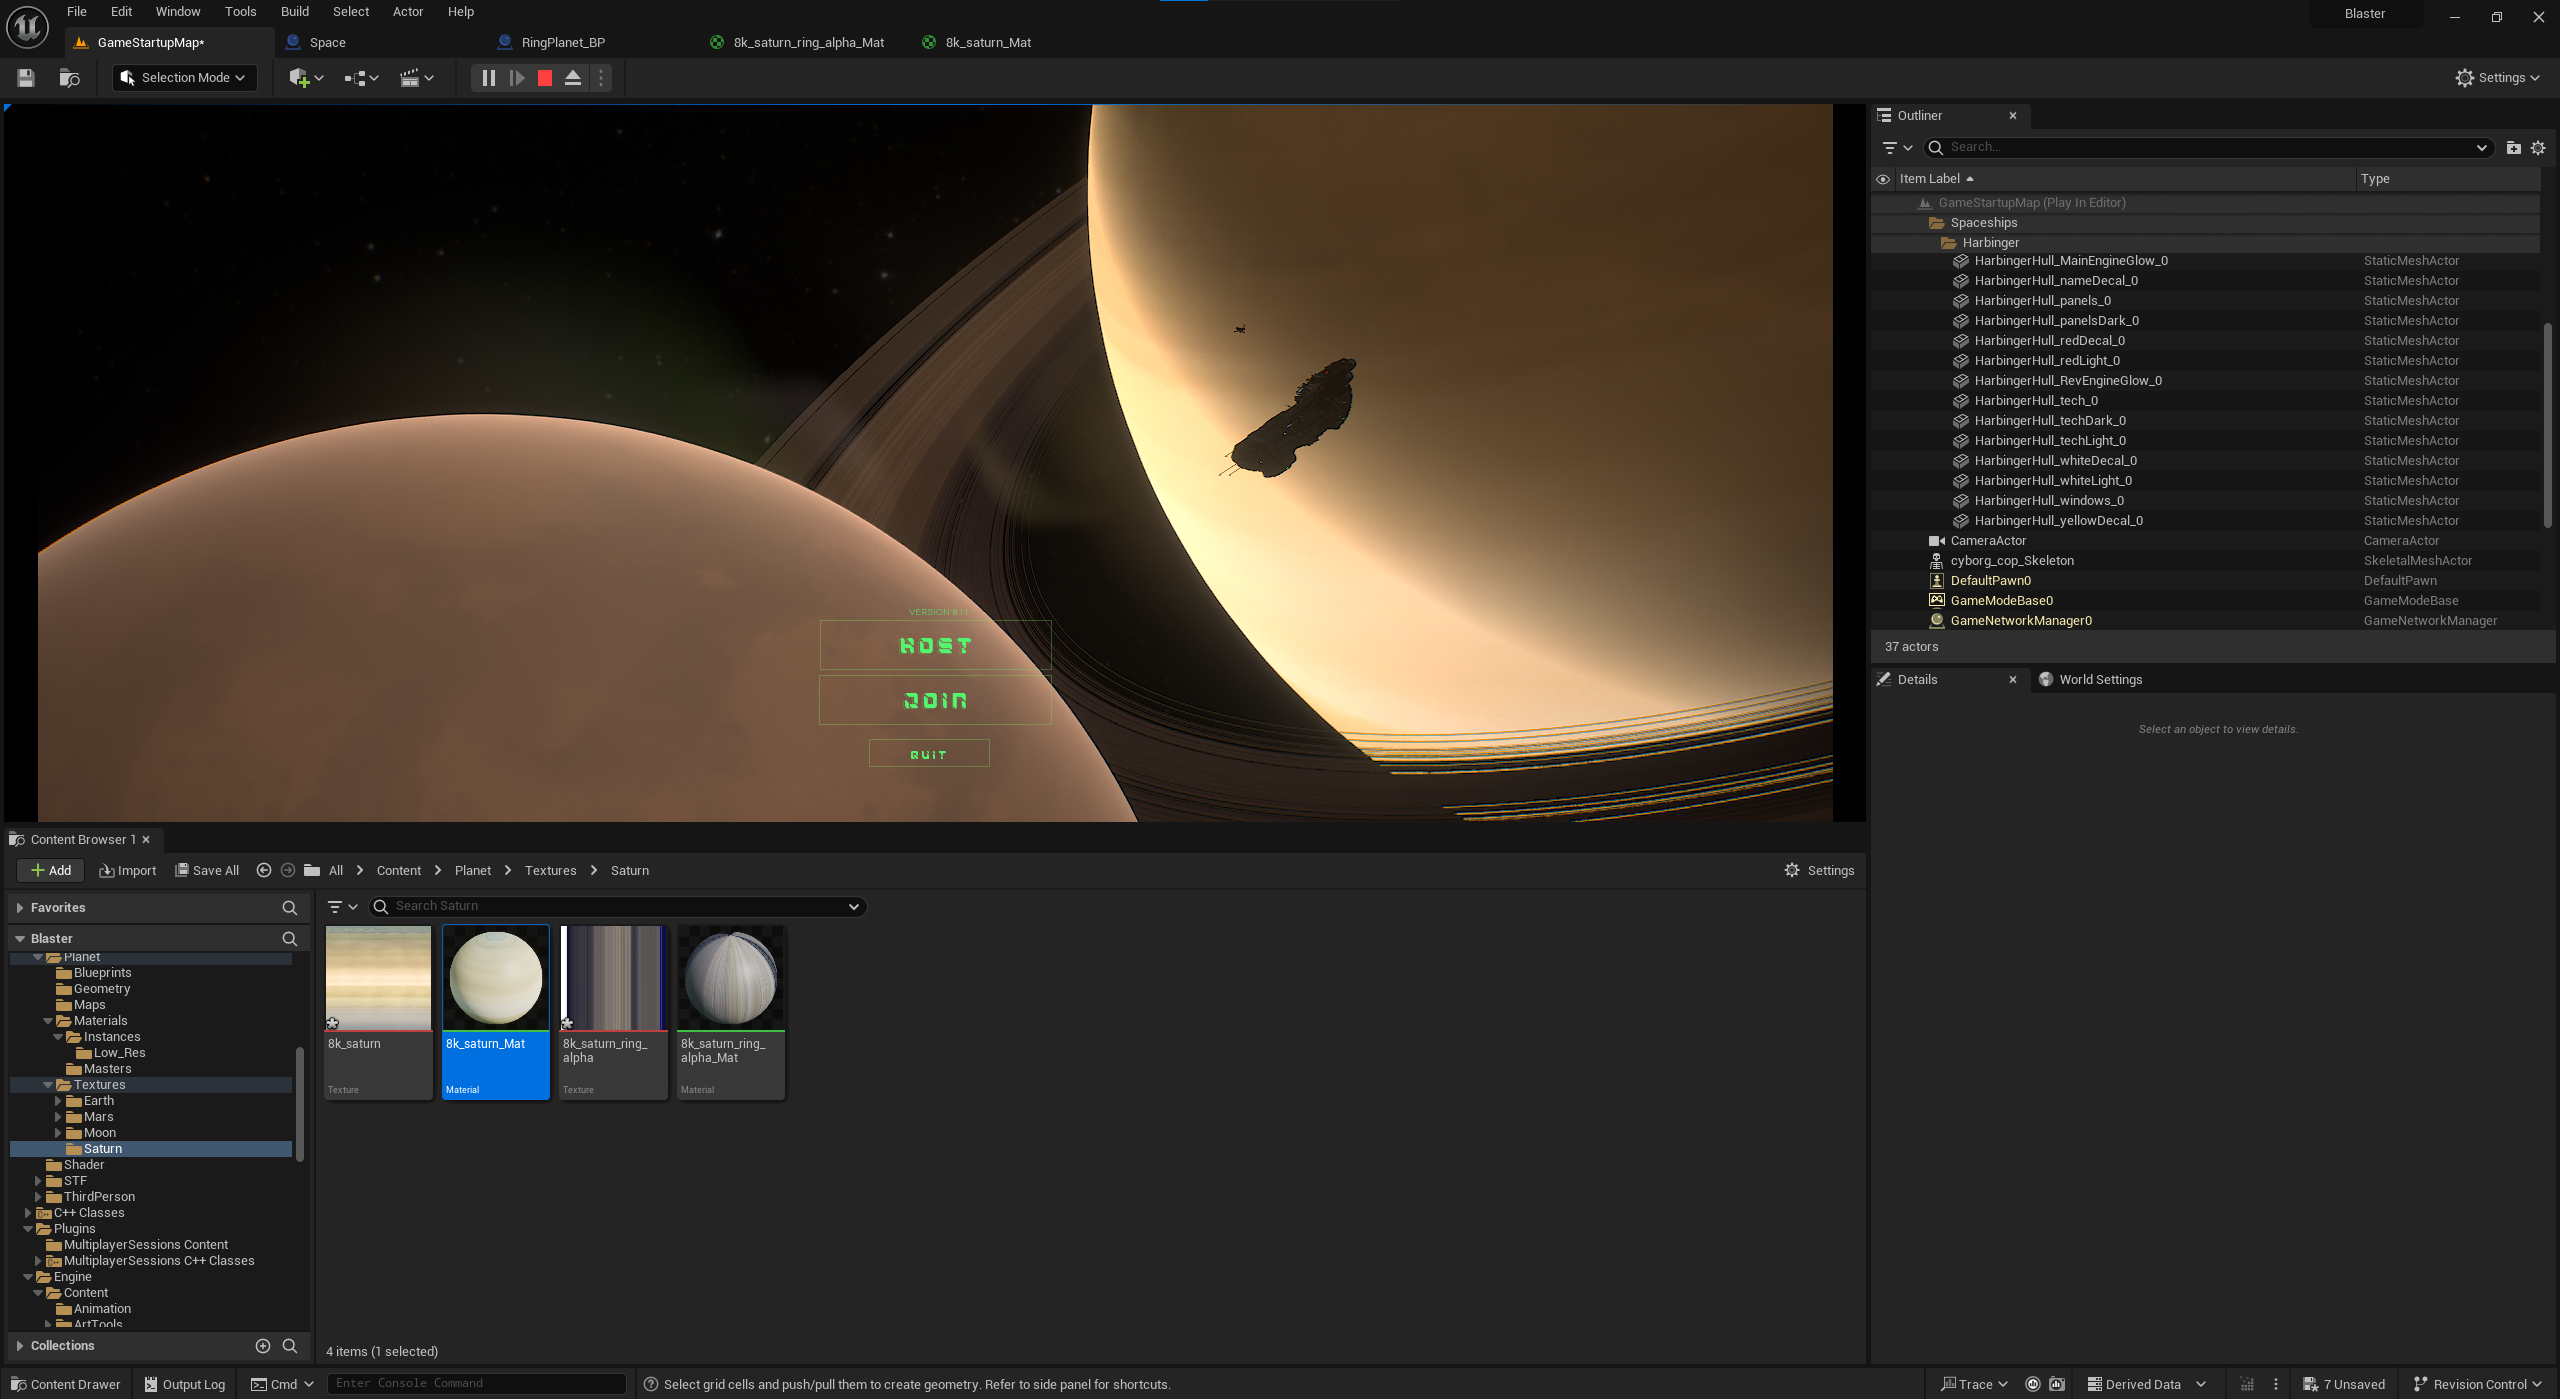 File Edit Window Tools Build Select Actor Help
Blaster
GameStartupMap*
Space
RingPlanet_BP
8k_saturn_ring_alpha_Mat
8k_saturn_Mat
Selection Mode
Settings
Outliner
Search...
Item Label
Type
GameStartupMap (Play In Editor)
Spaceships
Harbinger
HarbingerHull_MainEngineGlow_0 StaticMeshActor
HarbingerHull_nameDecal_0 StaticMeshActor
HarbingerHull_panels_0 StaticMeshActor
HarbingerHull_panelsDark_0 StaticMeshActor
HarbingerHull_redDecal_0 StaticMeshActor
HarbingerHull_redLight_0 StaticMeshActor
HarbingerHull_RevEngineGlow_0 StaticMeshActor
HarbingerHull_tech_0 StaticMeshActor
HarbingerHull_techDark_0 StaticMeshActor
HarbingerHull_techLight_0 StaticMeshActor
HarbingerHull_whiteDecal_0 StaticMeshActor
HarbingerHull_whiteLight_0 StaticMeshActor
HarbingerHull_windows_0 StaticMeshActor
HarbingerHull_yellowDecal_0 StaticMeshActor
CameraActor CameraActor
cyborg_cop_Skeleton SkeletalMeshActor
DefaultPawn0 DefaultPawn
GameModeBase0 GameModeBase
GameNetworkManager0 GameNetworkManager
37 actors
Details
World Settings
Select an object to view details.
VERSION
HOST
JOIN
QUIT
Content Browser 1
Add
Import
Save All
All > Content > Planet > Textures > Saturn
Settings
Favorites
Blaster
Planet
Blueprints
Geometry
Maps
Materials
Instances
Low_Res
Masters
Textures
Earth
Mars
Moon
Saturn
Shader
STF
ThirdPerson
C++ Classes
Plugins
MultiplayerSessions Content
MultiplayerSessions C++ Classes
Engine
Content
Animation
ArtTools
Collections
Search Saturn
8k_saturn
Texture
8k_saturn_Mat
Material
8k_saturn_ring_
alpha
Texture
8k_saturn_ring_
alpha_Mat
Material
4 items (1 selected)
Content Drawer
Output Log
Cmd
Enter Console Command
Select grid cells and push/pull them to create geometry. Refer to side panel for shortcuts.
Trace
Derived Data
7 Unsaved
Revision Control